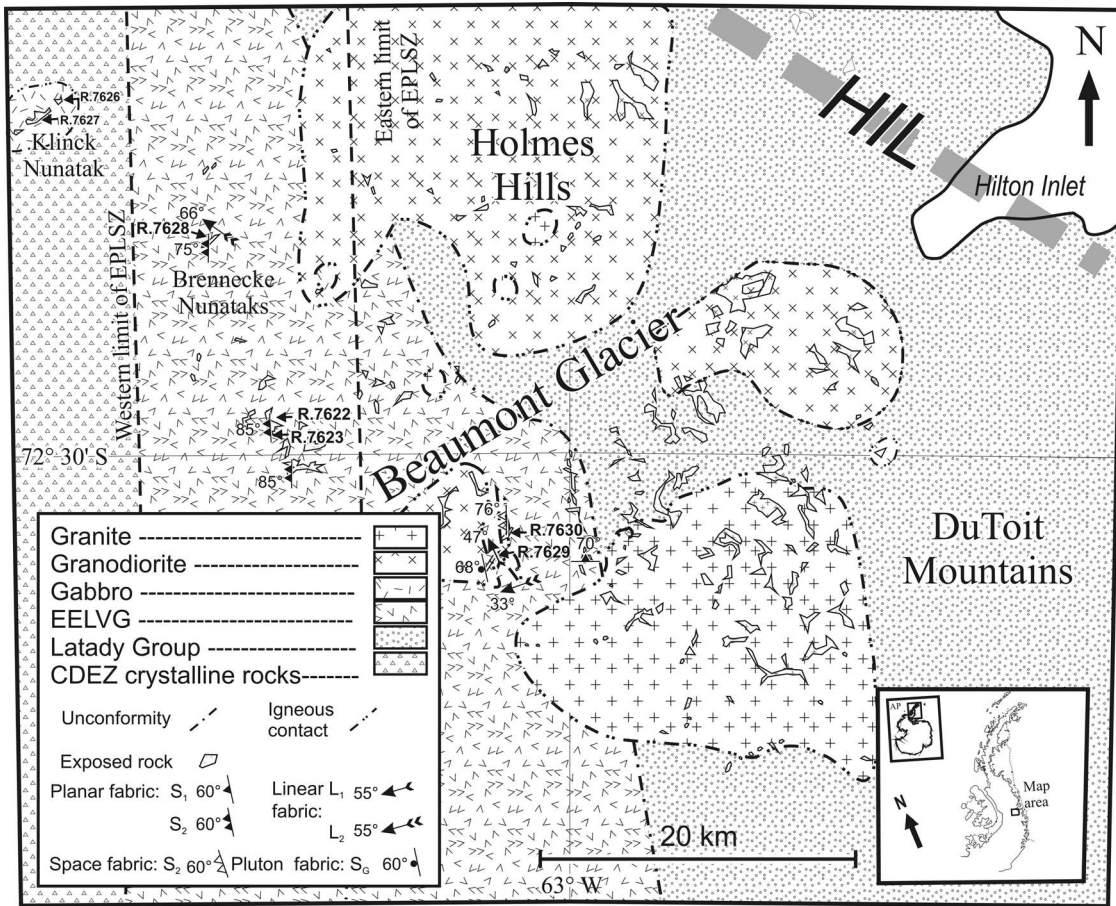 N
HIL
Hilton Inlet
Eastern limit
of EPLSZ
Holmes
Hills
R.7626
R.7627
Klinck
Nunatak
66°
R.7628
75°
Brennecke
Nunataks
Western limit of EPLSZ
Beaumont Glacier
R.7622
85°
R.7623
72° 30' S
85°
76°
R.7630
47°
R.7629
70°
68°
33°
DuToit
Mountains
Granite
Granodiorite
Gabbro
EELVG
Latady Group
CDEZ crystalline rocks
Unconformity
Igneous
contact
Exposed rock
Planar fabric: S1 60°
Linear L1 55°
fabric:
S2 60°
L2 55°
Space fabric: S2 60°
Pluton fabric: SG 60°
20 km
63° W
AP
Map
area
N